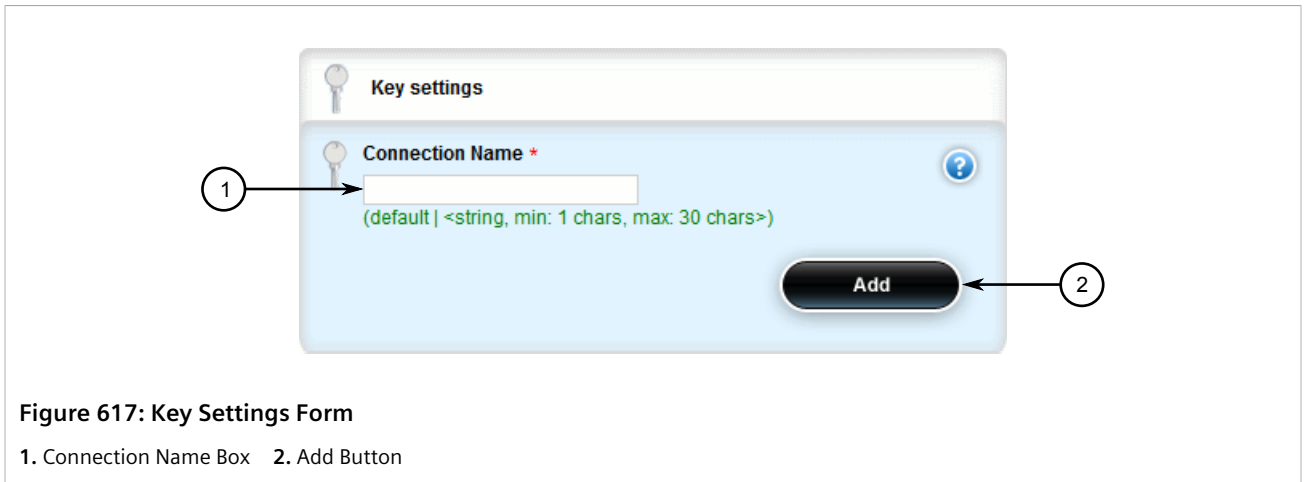 Key settings
Connection Name *
?
1
(default | <string, min: 1 chars, max: 30 chars>)
Add
2
Figure 617: Key Settings Form
1. Connection Name Box 2. Add Button